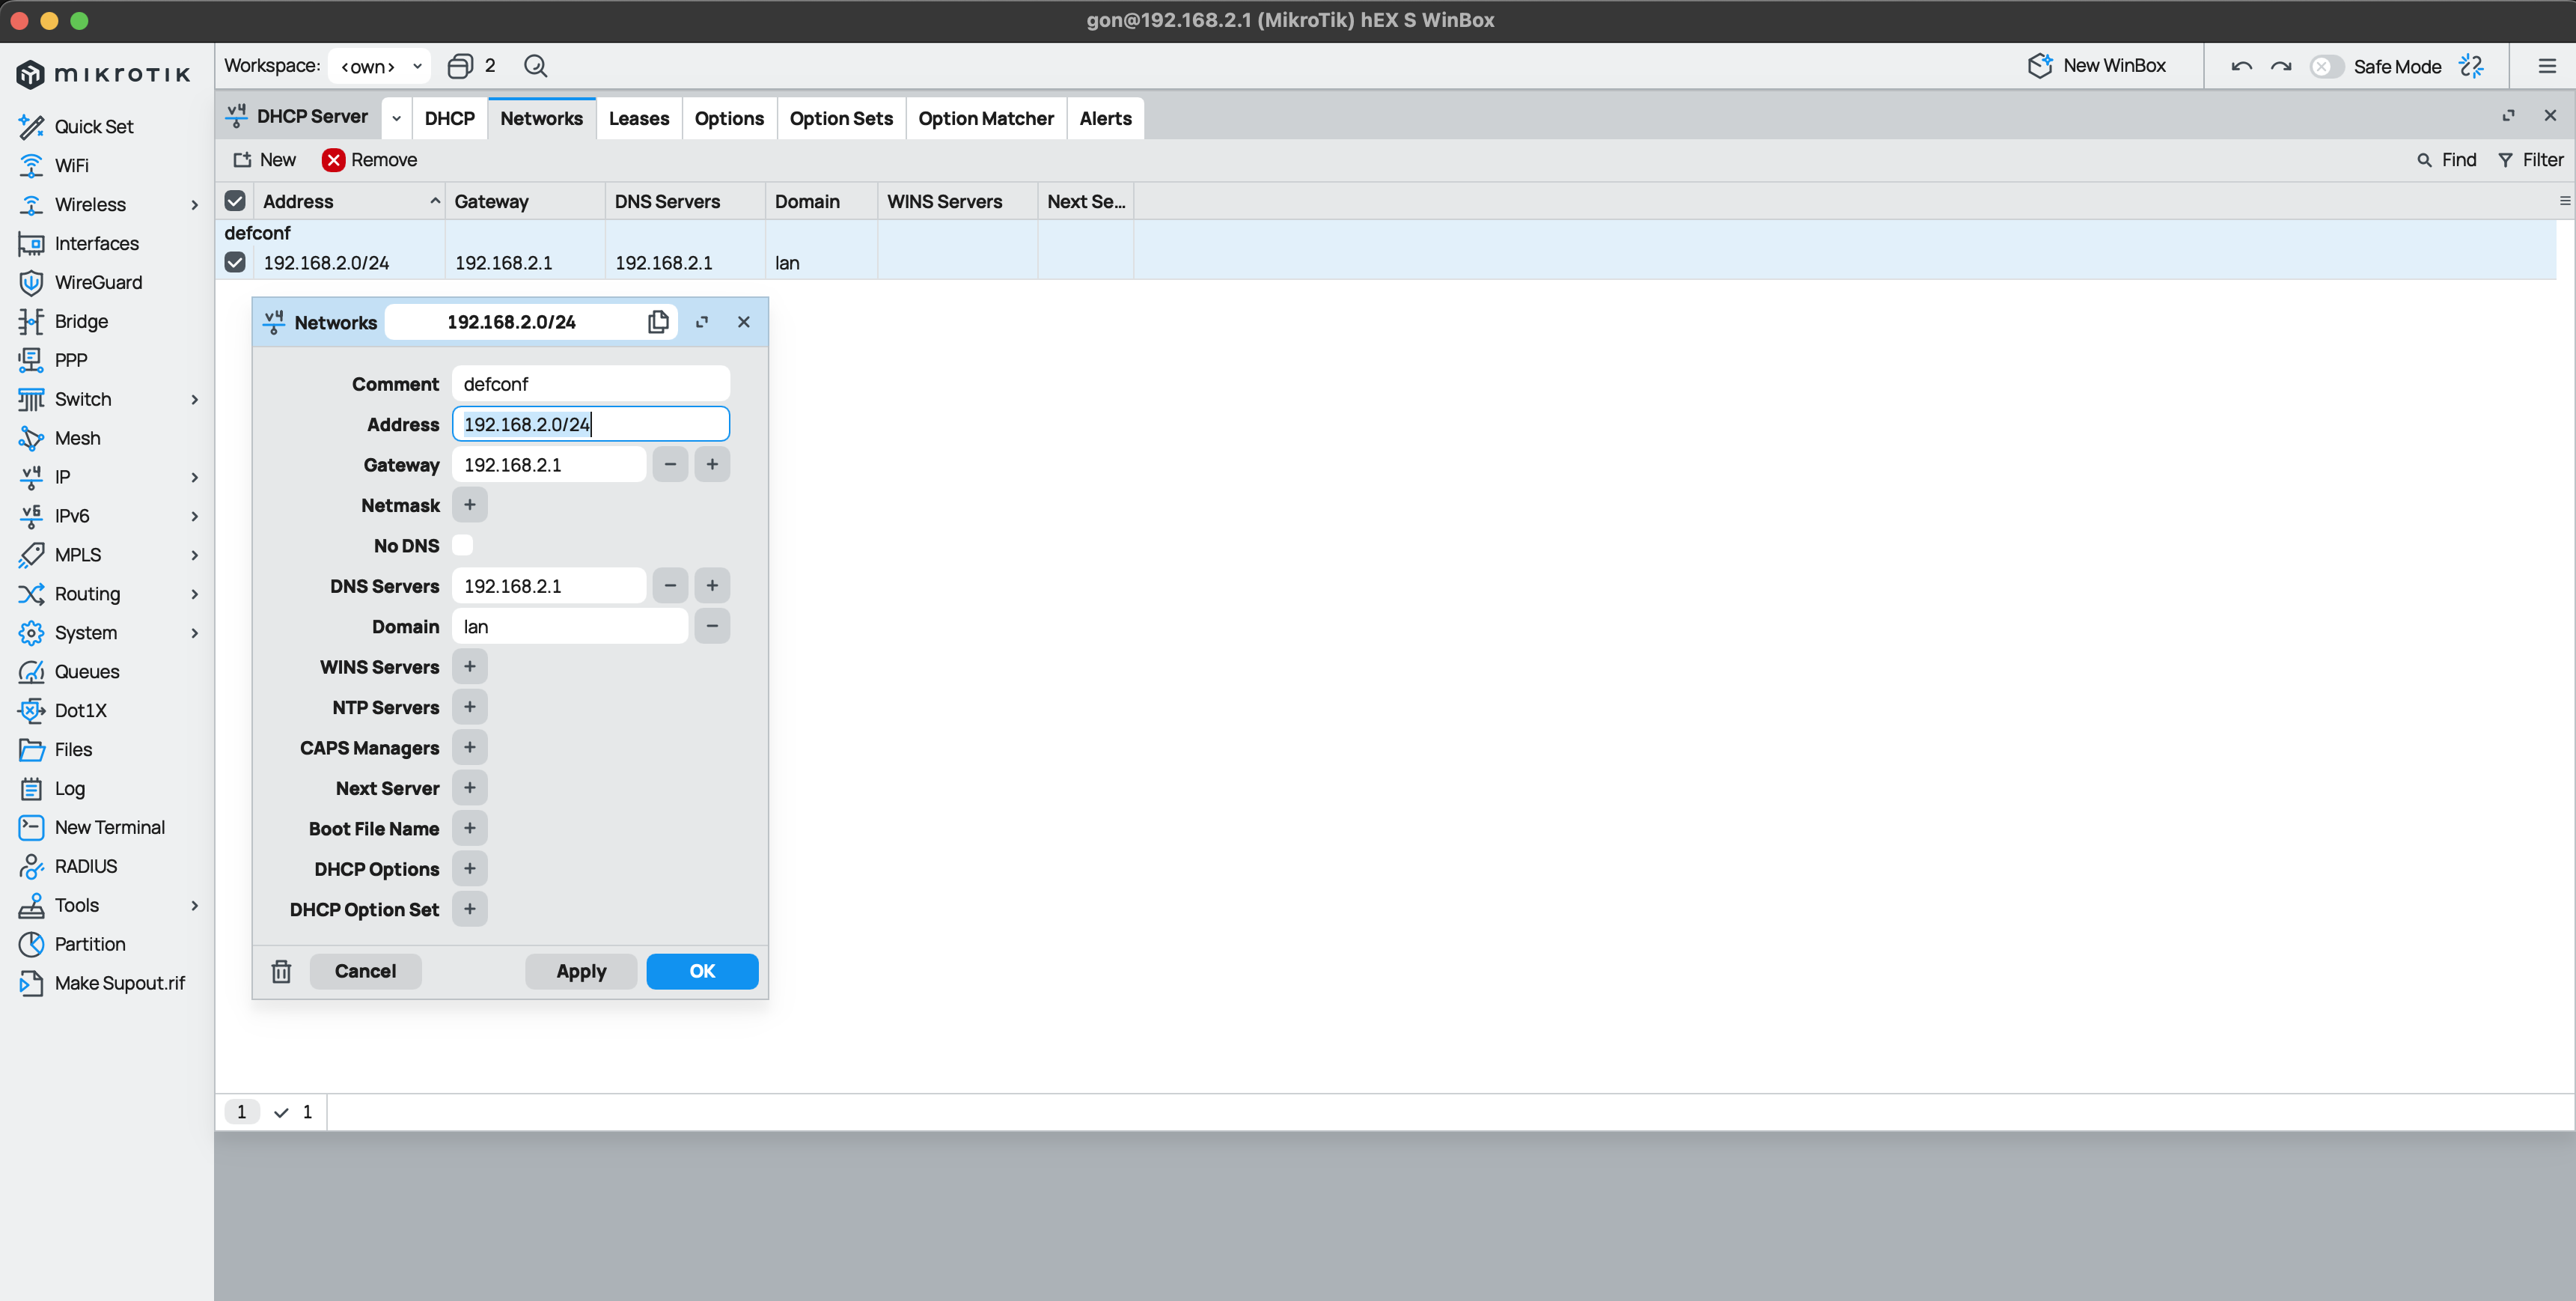 gon@192.168.2.1 (MikroTik) hEX S WinBox
MIKROTIK
Workspace: <own> 2 New WinBox Safe Mode
DHCP Server DHCP Networks Leases Options Option Sets Option Matcher Alerts
New Remove Find Filter
Address Gateway DNS Servers Domain WINS Servers Next Se...
defconf
192.168.2.0/24 192.168.2.1 192.168.2.1 lan
Quick Set
WiFi
Wireless
Interfaces
WireGuard
Bridge
PPP
Switch
Mesh
v4 IP
v6 IPv6
MPLS
Routing
System
Queues
Dot1X
Files
Log
New Terminal
RADIUS
Tools
Partition
Make Supout.rif
v4 Networks 192.168.2.0/24
Comment defconf
Address 192.168.2.0/24
Gateway 192.168.2.1 − +
Netmask +
No DNS
DNS Servers 192.168.2.1 − +
Domain lan −
WINS Servers +
NTP Servers +
CAPS Managers +
Next Server +
Boot File Name +
DHCP Options +
DHCP Option Set +
Cancel Apply OK
1 1